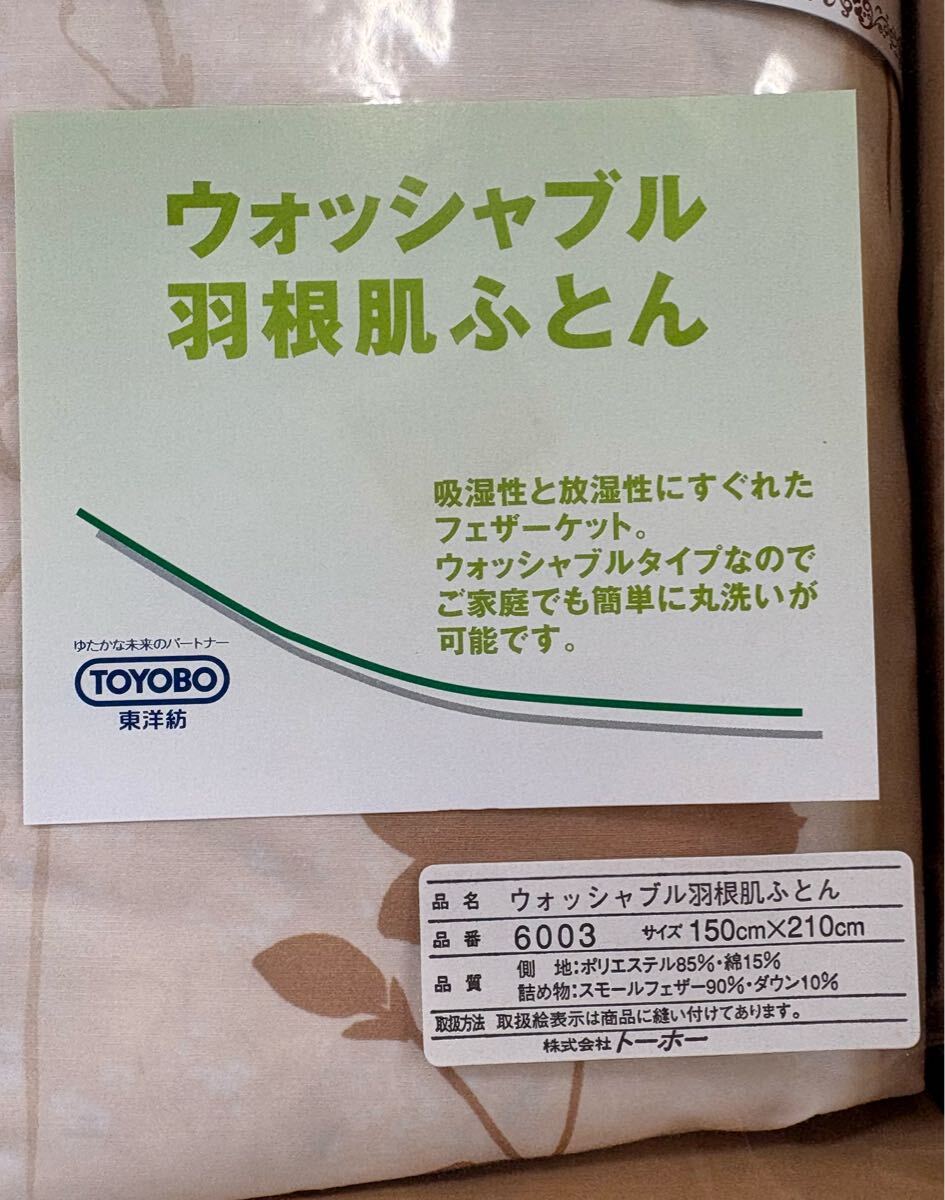 ウォッシャブル
羽根肌ふとん
吸湿性と放湿性にすぐれた
フェザーケット。
ウォッシャブルタイプなので
ご家庭でも簡単に丸洗いが
可能です。
ゆたかな未来のパートナー
TOYOBO
東洋紡
品名 ウォッシャブル羽根肌ふとん
品番 6003 サイズ 150cm×210cm
品質 側 地:ポリエステル85%・綿15%
詰め物:スモールフェザー90%・ダウン10%
取扱方法 取扱絵表示は商品に縫い付けてあります。
株式会社 トーホー